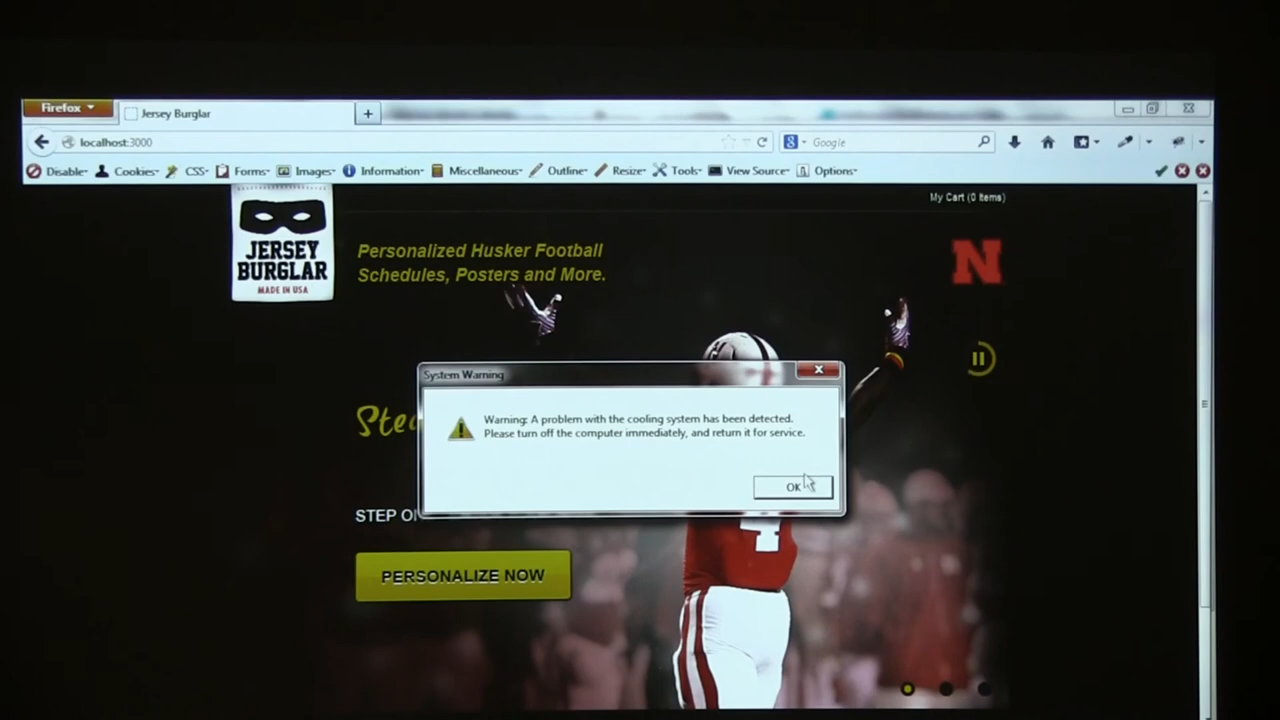 Firefox
Jersey Burglar
localhost:3000
Google
Disable
Cookies
CSS
Forms
Images
Information
Miscellaneous
Outline
Resize
Tools
View Source
Options
My Cart (0 Items)
JERSEY
BURGLAR
MADE IN USA
Personalized Husker Football
Schedules, Posters and More.
N
System Warning
Warning: A problem with the cooling system has been detected.
Please turn off the computer immediately, and return it for service.
OK
STEP
PERSONALIZE NOW
4